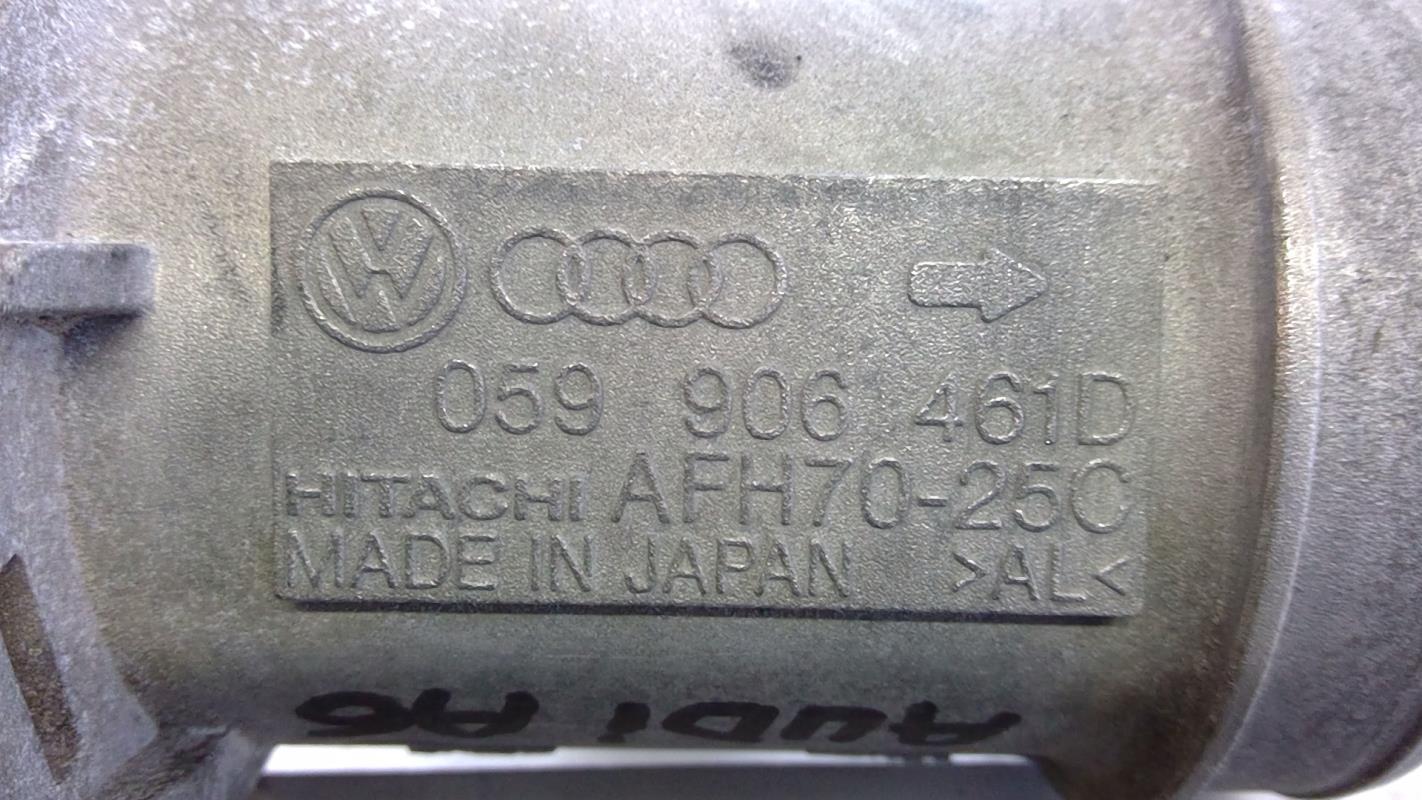 059 906 461D
HITACHI AFH70-25C
MADE IN JAPAN >AL<
AUDI A6